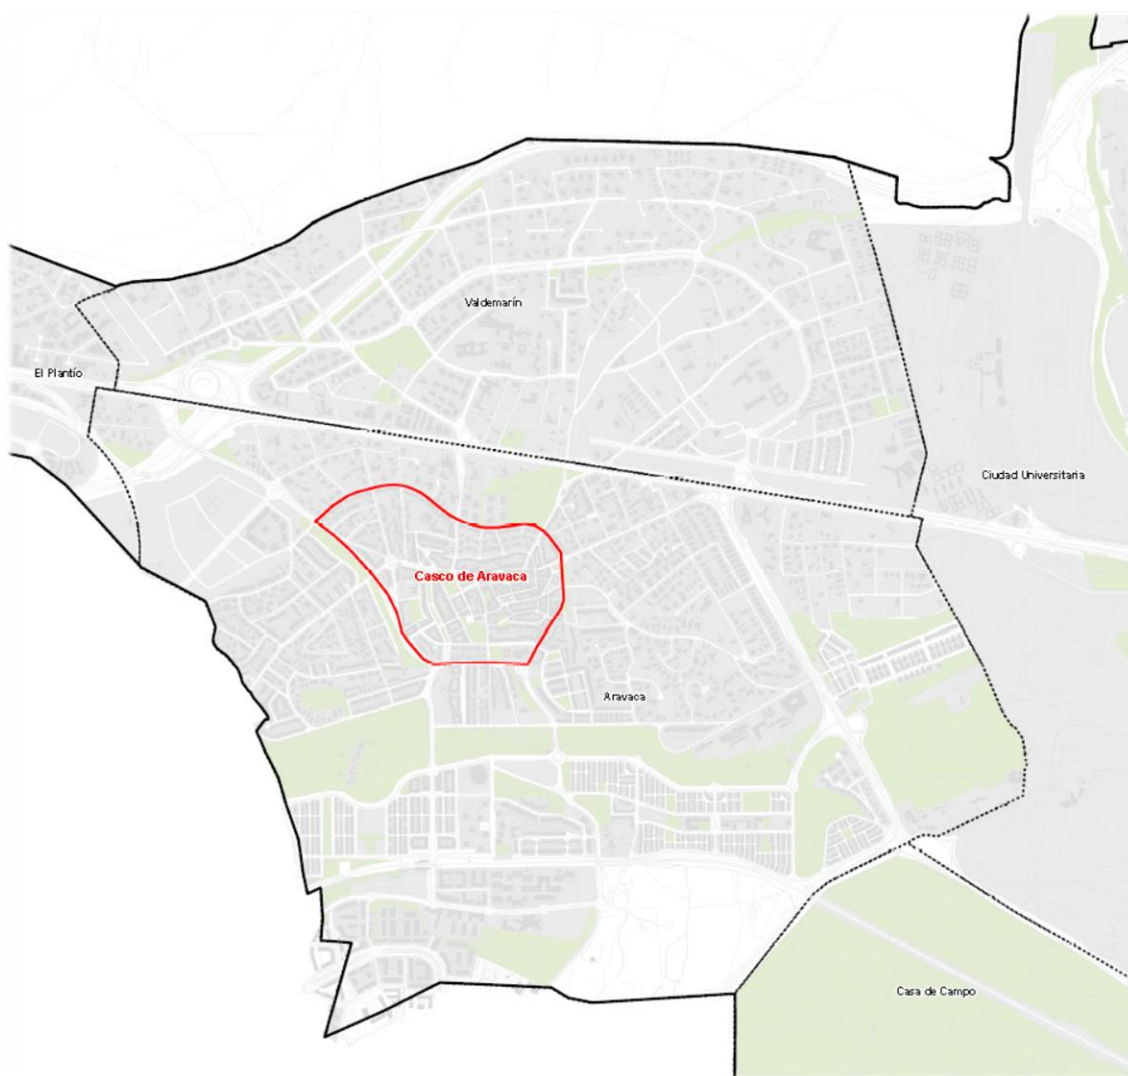 Valdemarín
El Plantío
Ciudad Universitaria
Casco de Aravaca
Aravaca
Casa de Campo